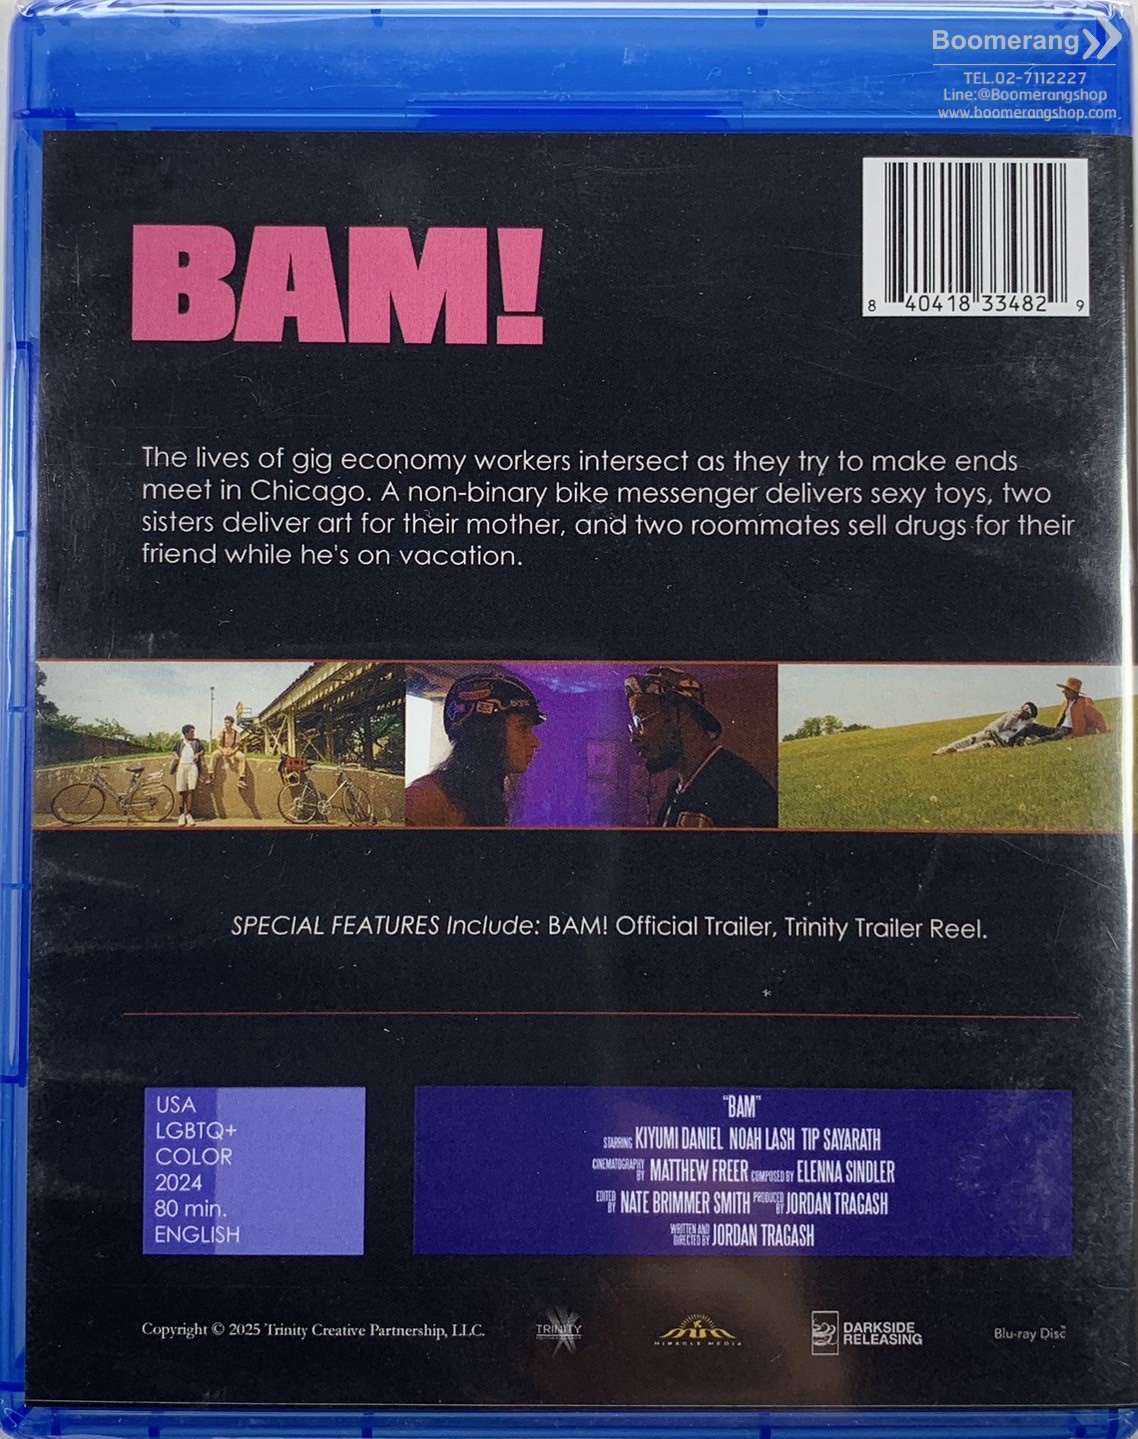 Boomerang
TEL.02-7112227
Line:@Boomerangshop
www.boomerangshop.com
BAM!
8 40418 33482 9
The lives of gig economy workers intersect as they try to make ends
meet in Chicago. A non-binary bike messenger delivers sexy toys, two
sisters deliver art for their mother, and two roommates sell drugs for their
friend while he's on vacation.
SPECIAL FEATURES Include: BAM! Official Trailer, Trinity Trailer Reel.
USA
LGBTQ+
COLOR
2024
80 min.
ENGLISH
“BAM”
STARRING KIYUMI DANIEL NOAH LASH TIP SAYARATH
CINEMATOGRAPHY BY MATTHEW FREER COMPOSED BY ELENNA SINDLER
EDITED BY NATE BRIMMER SMITH PRODUCED BY JORDAN TRAGASH
WRITTEN AND DIRECTED BY JORDAN TRAGASH
Copyright © 2025 Trinity Creative Partnership, LLC.
TRINITY
MIRACLE MEDIA
DARKSIDE
RELEASING
Blu-ray Disc™